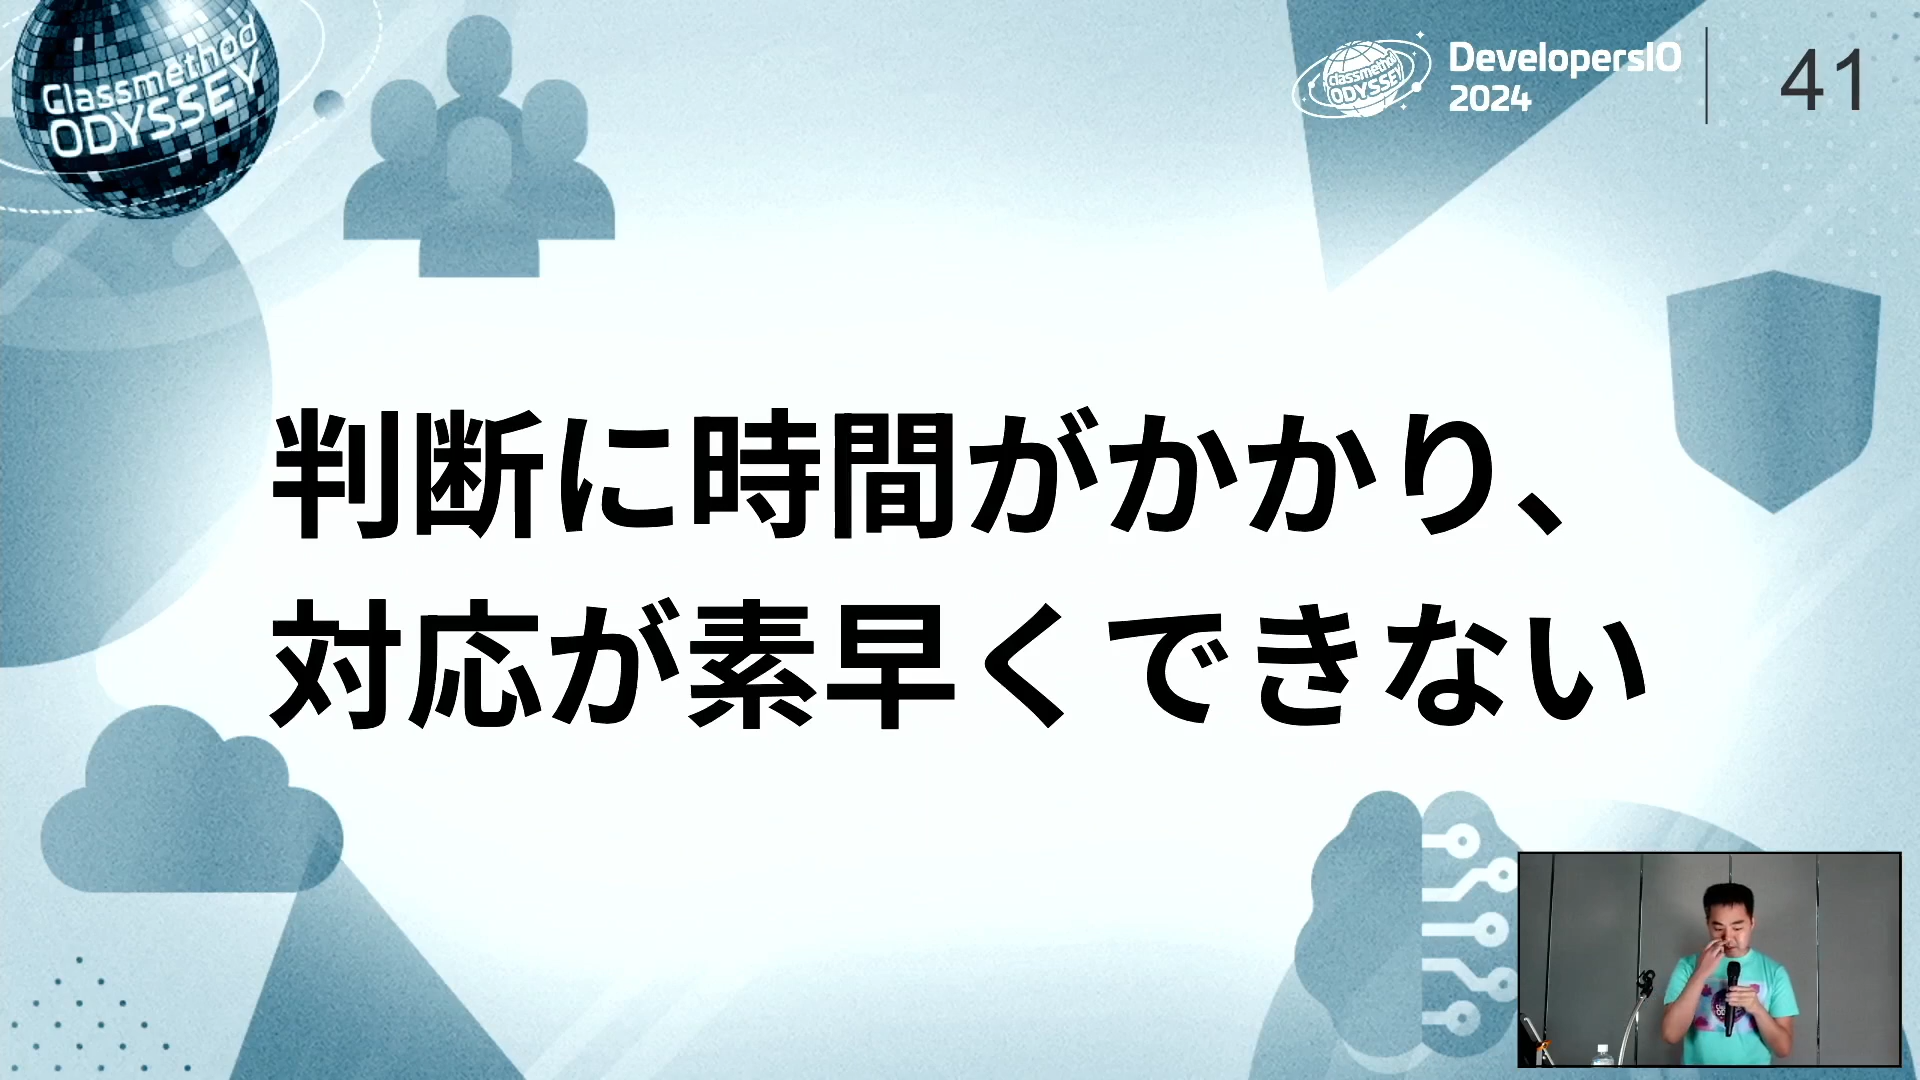 Classmethod
ODYSSEY
Classmethod
ODYSSEY
DevelopersIO
2024
41
判断に時間がかかり、
対応が素早くできない